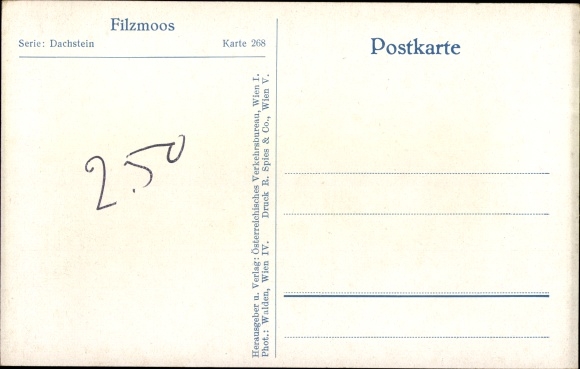 Filzmoos
Serie: Dachstein Karte 268
2.50
Herausgeber u. Verlag: Österreichisches Verkehrsbureau, Wien I.
Phot.: Walden, Wien IV. Druck R. Spies & Co., Wien V.
Postkarte